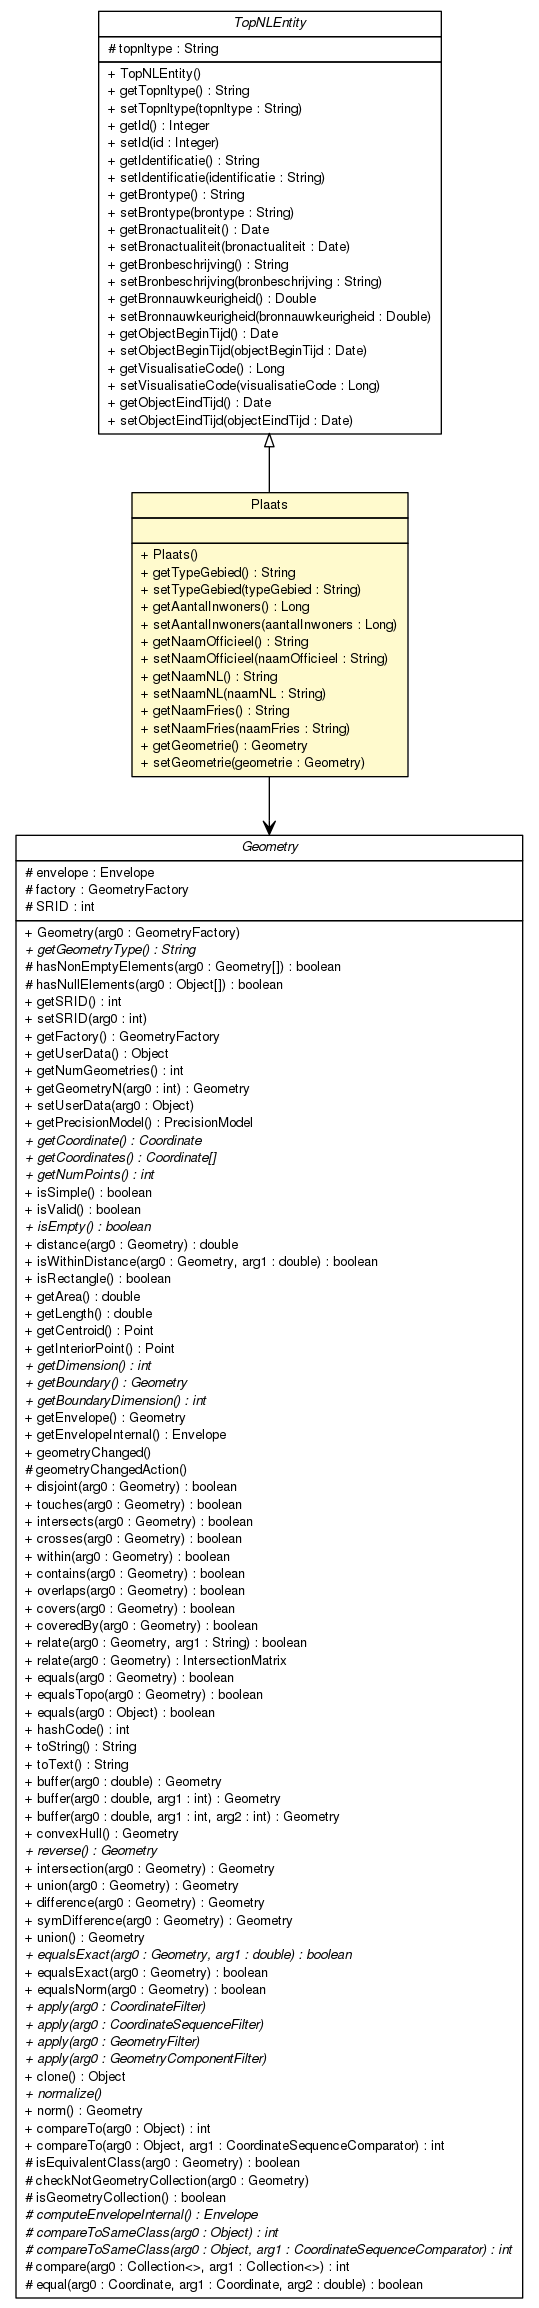 TopNLEntity
# topnltype : String
+ TopNLEntity()
+ getTopnltype() : String
+ setTopnltype(topnltype : String)
+ getId() : Integer
+ setId(id : Integer)
+ getIdentificatie() : String
+ setIdentificatie(identificatie : String)
+ getBrontype() : String
+ setBrontype(brontype : String)
+ getBronactualiteit() : Date
+ setBronactualiteit(bronactualiteit : Date)
+ getBronbeschrijving() : String
+ setBronbeschrijving(bronbeschrijving : String)
+ getBronnauwkeurigheid() : Double
+ setBronnauwkeurigheid(bronnauwkeurigheid : Double)
+ getObjectBeginTijd() : Date
+ setObjectBeginTijd(objectBeginTijd : Date)
+ getVisualisatieCode() : Long
+ setVisualisatieCode(visualisatieCode : Long)
+ getObjectEindTijd() : Date
+ setObjectEindTijd(objectEindTijd : Date)
Plaats
+ Plaats()
+ getTypeGebied() : String
+ setTypeGebied(typeGebied : String)
+ getAantalInwoners() : Long
+ setAantalInwoners(aantalInwoners : Long)
+ getNaamOfficieel() : String
+ setNaamOfficieel(naamOfficieel : String)
+ getNaamNL() : String
+ setNaamNL(naamNL : String)
+ getNaamFries() : String
+ setNaamFries(naamFries : String)
+ getGeometrie() : Geometry
+ setGeometrie(geometrie : Geometry)
Geometry
# envelope : Envelope
# factory : GeometryFactory
# SRID : int
+ Geometry(arg0 : GeometryFactory)
+ getGeometryType() : String
# hasNonEmptyElements(arg0 : Geometry[]) : boolean
# hasNullElements(arg0 : Object[]) : boolean
+ getSRID() : int
+ setSRID(arg0 : int)
+ getFactory() : GeometryFactory
+ getUserData() : Object
+ getNumGeometries() : int
+ getGeometryN(arg0 : int) : Geometry
+ setUserData(arg0 : Object)
+ getPrecisionModel() : PrecisionModel
+ getCoordinate() : Coordinate
+ getCoordinates() : Coordinate[]
+ getNumPoints() : int
+ isSimple() : boolean
+ isValid() : boolean
+ isEmpty() : boolean
+ distance(arg0 : Geometry) : double
+ isWithinDistance(arg0 : Geometry, arg1 : double) : boolean
+ isRectangle() : boolean
+ getArea() : double
+ getLength() : double
+ getCentroid() : Point
+ getInteriorPoint() : Point
+ getDimension() : int
+ getBoundary() : Geometry
+ getBoundaryDimension() : int
+ getEnvelope() : Geometry
+ getEnvelopeInternal() : Envelope
+ geometryChanged()
# geometryChangedAction()
+ disjoint(arg0 : Geometry) : boolean
+ touches(arg0 : Geometry) : boolean
+ intersects(arg0 : Geometry) : boolean
+ crosses(arg0 : Geometry) : boolean
+ within(arg0 : Geometry) : boolean
+ contains(arg0 : Geometry) : boolean
+ overlaps(arg0 : Geometry) : boolean
+ covers(arg0 : Geometry) : boolean
+ coveredBy(arg0 : Geometry) : boolean
+ relate(arg0 : Geometry, arg1 : String) : boolean
+ relate(arg0 : Geometry) : IntersectionMatrix
+ equals(arg0 : Geometry) : boolean
+ equalsTopo(arg0 : Geometry) : boolean
+ equals(arg0 : Object) : boolean
+ hashCode() : int
+ toString() : String
+ toText() : String
+ buffer(arg0 : double) : Geometry
+ buffer(arg0 : double, arg1 : int) : Geometry
+ buffer(arg0 : double, arg1 : int, arg2 : int) : Geometry
+ convexHull() : Geometry
+ reverse() : Geometry
+ intersection(arg0 : Geometry) : Geometry
+ union(arg0 : Geometry) : Geometry
+ difference(arg0 : Geometry) : Geometry
+ symDifference(arg0 : Geometry) : Geometry
+ union() : Geometry
+ equalsExact(arg0 : Geometry, arg1 : double) : boolean
+ equalsExact(arg0 : Geometry) : boolean
+ equalsNorm(arg0 : Geometry) : boolean
+ apply(arg0 : CoordinateFilter)
+ apply(arg0 : CoordinateSequenceFilter)
+ apply(arg0 : GeometryFilter)
+ apply(arg0 : GeometryComponentFilter)
+ clone() : Object
+ normalize()
+ norm() : Geometry
+ compareTo(arg0 : Object) : int
+ compareTo(arg0 : Object, arg1 : CoordinateSequenceComparator) : int
# isEquivalentClass(arg0 : Geometry) : boolean
# checkNotGeometryCollection(arg0 : Geometry)
# isGeometryCollection() : boolean
# computeEnvelopeInternal() : Envelope
# compareToSameClass(arg0 : Object) : int
# compareToSameClass(arg0 : Object, arg1 : CoordinateSequenceComparator) : int
# compare(arg0 : Collection<>, arg1 : Collection<>) : int
# equal(arg0 : Coordinate, arg1 : Coordinate, arg2 : double) : boolean